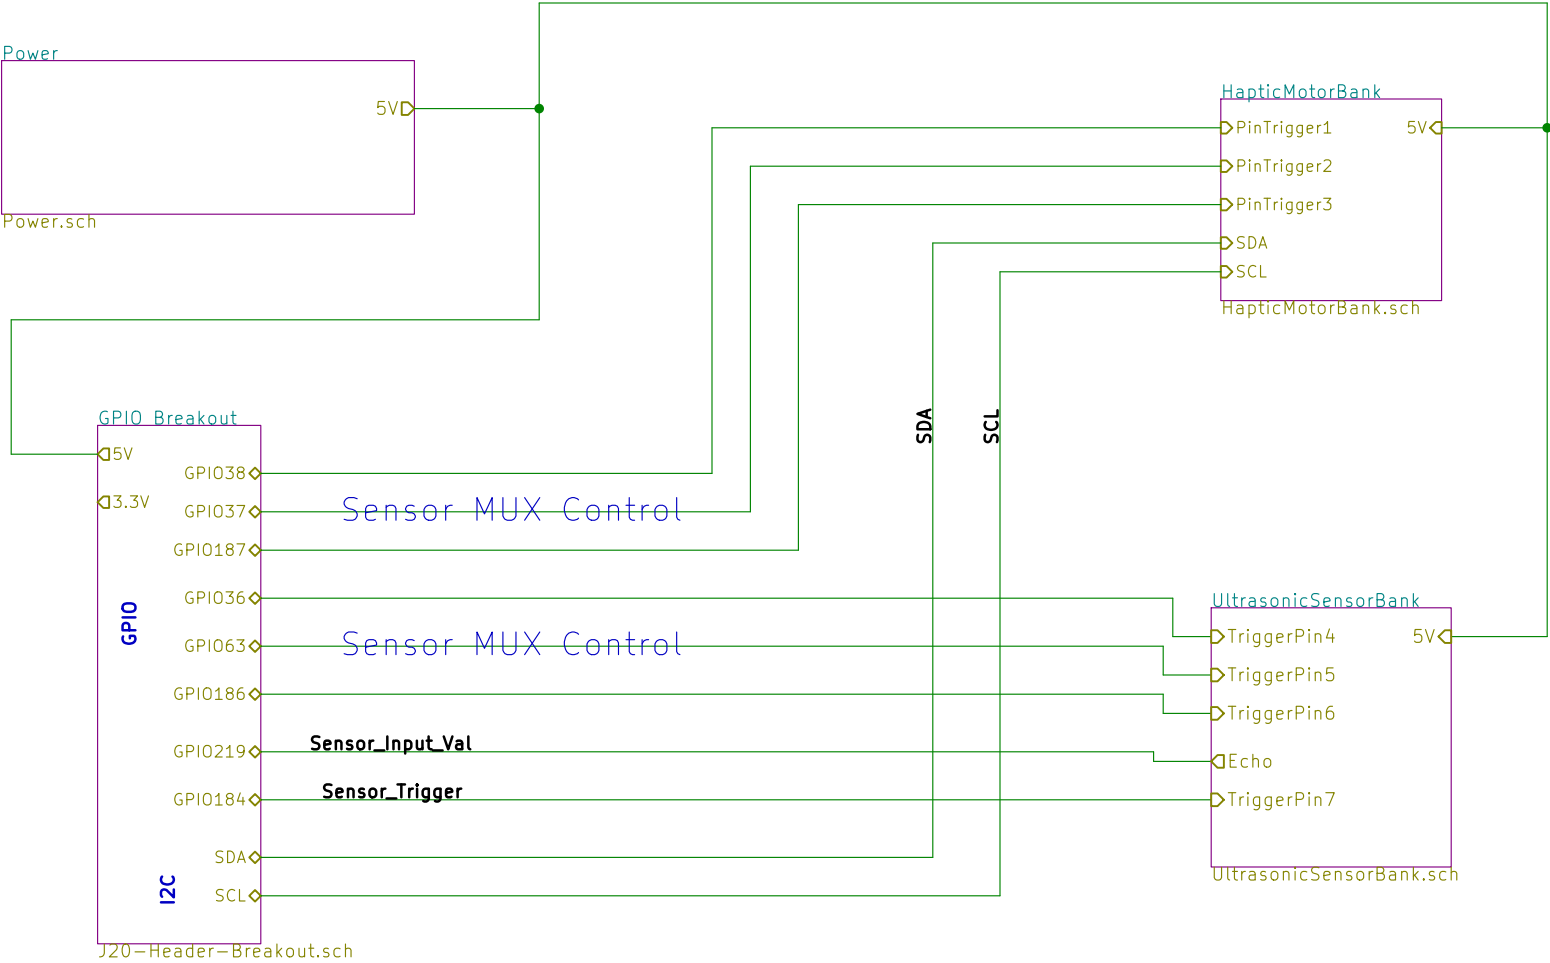 Power
5V
Power.sch
HapticMotorBank
PinTrigger1
5V
PinTrigger2
PinTrigger3
SDA
SCL
HapticMotorBank.sch
SDA
SCL
GPIO Breakout
5V
GPIO38
3.3V
GPIO37
Sensor MUX Control
GPIO187
GPIO
GPIO36
GPIO63
Sensor MUX Control
GPIO186
GPIO219
Sensor_Input_Val
GPIO184
Sensor_Trigger
SDA
I2C
SCL
J20-Header-Breakout.sch
UltrasonicSensorBank
TriggerPin4
5V
TriggerPin5
TriggerPin6
Echo
TriggerPin7
UltrasonicSensorBank.sch